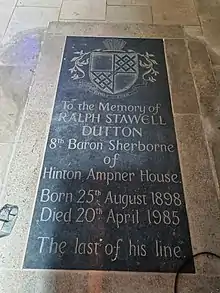 To the Memory of
RALPH STAWELL
DUTTON
8th Baron Sherborne
of
Hinton Ampner House.
Born 25th August 1898
Died 20th April 1985
The last of his line